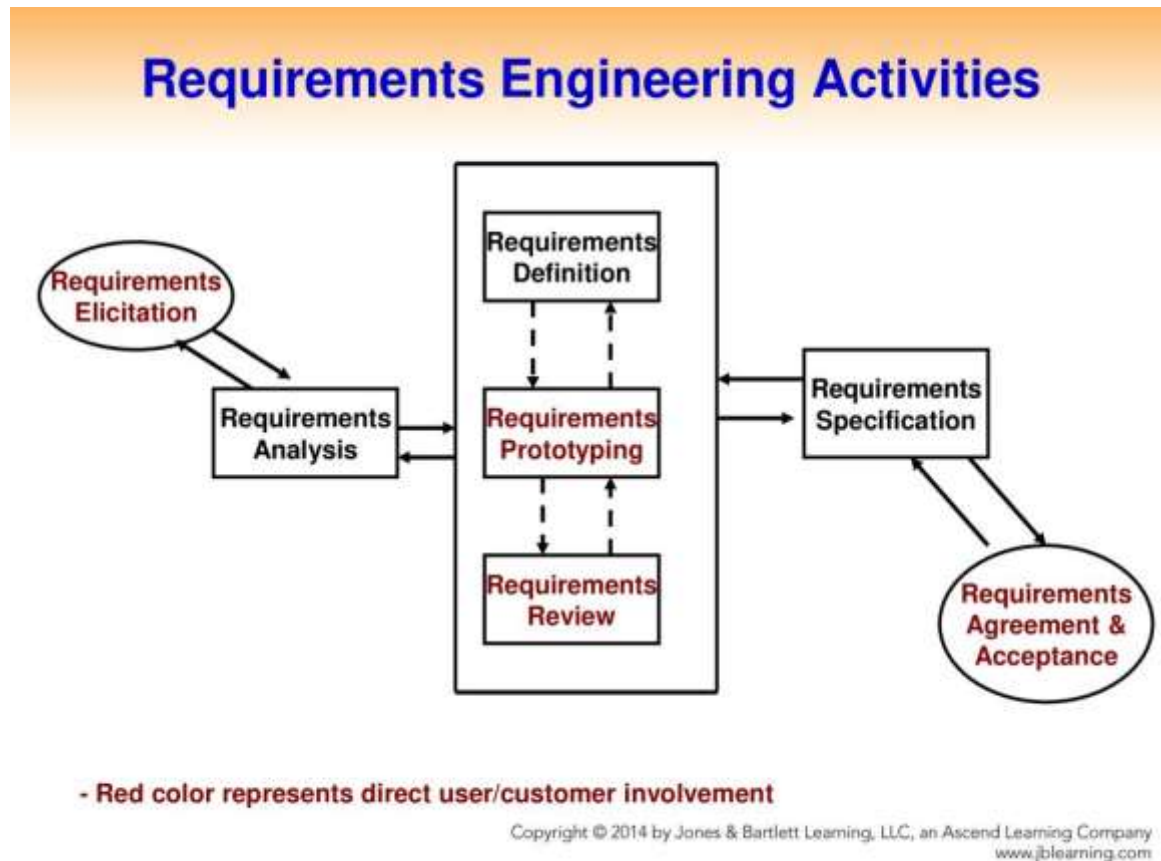 Requirements Engineering Activities
Requirements
Elicitation
Requirements
Analysis
Requirements
Definition
Requirements
Prototyping
Requirements
Review
Requirements
Specification
Requirements
Agreement &
Acceptance
- Red color represents direct user/customer involvement
Copyright © 2014 by Jones & Bartlett Learning, LLC, an Ascend Learning Company
www.jblearning.com